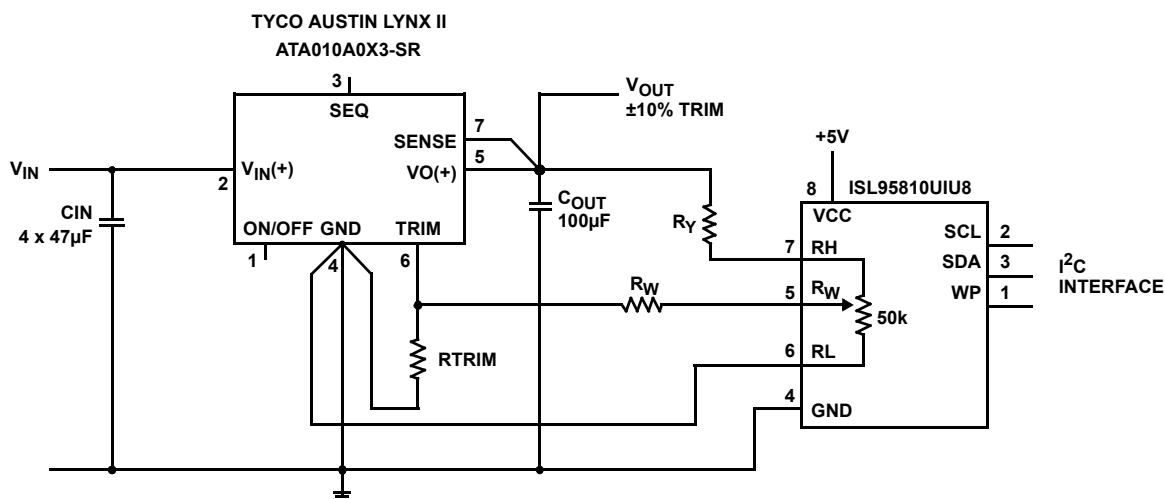 TYCO AUSTIN LYNX II
ATA010A0X3-SR
3
SEQ
VOUT
±10% TRIM
7
SENSE
5
VO(+)
VIN
VIN(+)
2
CIN
4 x 47µF
COUT
100µF
ON/OFF GND
TRIM
1
4
6
RTRIM
RY
RW
+5V
8
ISL95810UIU8
VCC
7
RH
5
RW
50k
6
RL
4
GND
SCL
2
SDA
3
WP
1
I²C
INTERFACE